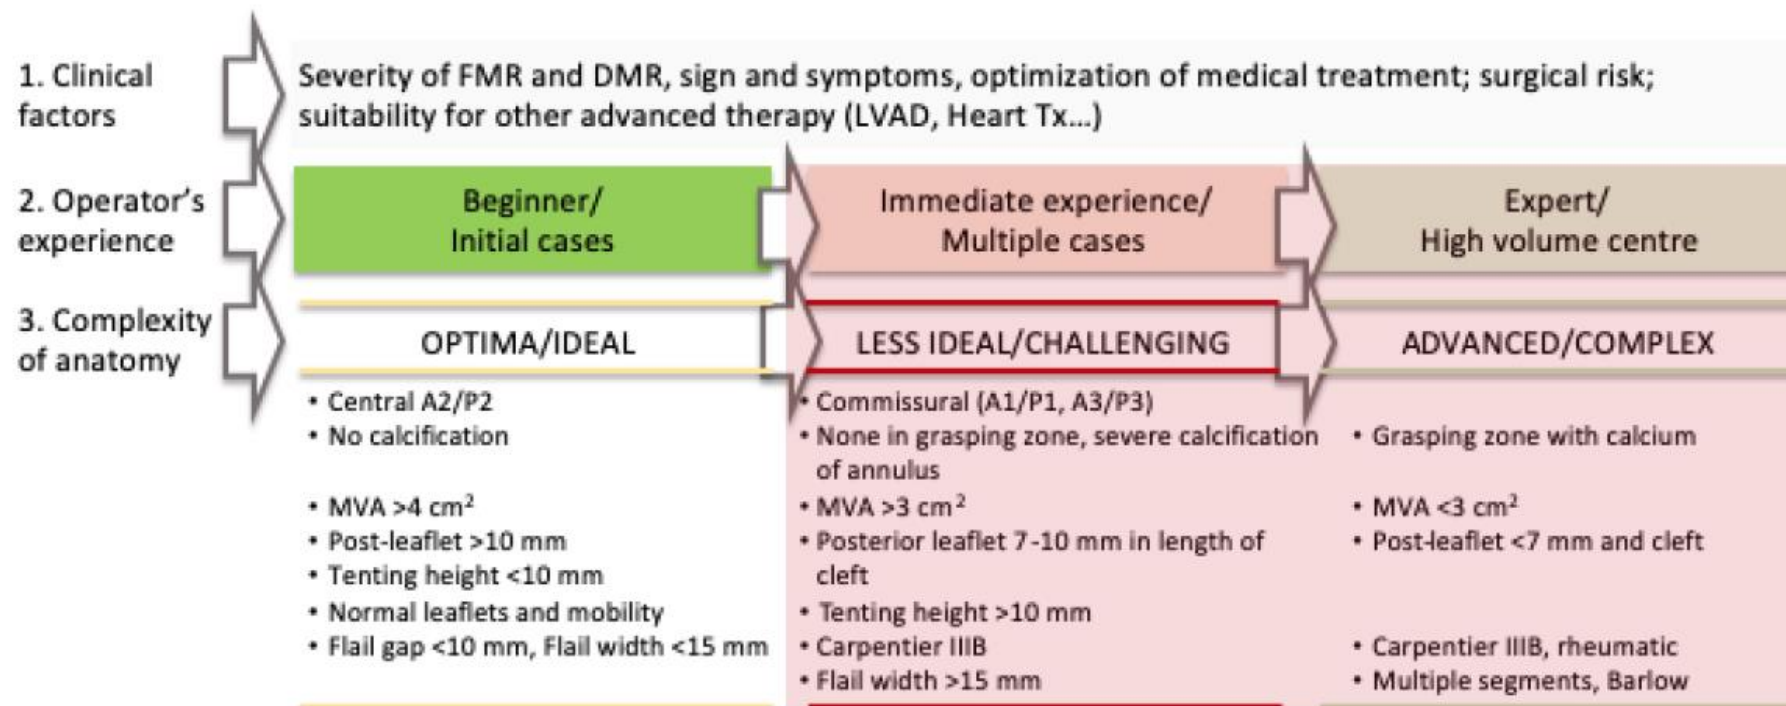 1. Clinical
factors
Severity of FMR and DMR, sign and symptoms, optimization of medical treatment; surgical risk;
suitability for other advanced therapy (LVAD, Heart Tx...)
2. Operator's
experience
Beginner/
Initial cases
Immediate experience/
Multiple cases
Expert/
High volume centre
3. Complexity
of anatomy
OPTIMA/IDEAL
LESS IDEAL/CHALLENGING
ADVANCED/COMPLEX
• Central A2/P2
• No calcification
• MVA >4 cm²
• Post-leaflet >10 mm
• Tenting height <10 mm
• Normal leaflets and mobility
• Flail gap <10 mm, Flail width <15 mm
• Commissural (A1/P1, A3/P3)
• None in grasping zone, severe calcification
of annulus
• MVA >3 cm²
• Posterior leaflet 7-10 mm in length of
cleft
• Tenting height >10 mm
• Carpentier IIIB
• Flail width >15 mm
• Grasping zone with calcium
• MVA <3 cm²
• Post-leaflet <7 mm and cleft
• Carpentier IIIB, rheumatic
• Multiple segments, Barlow